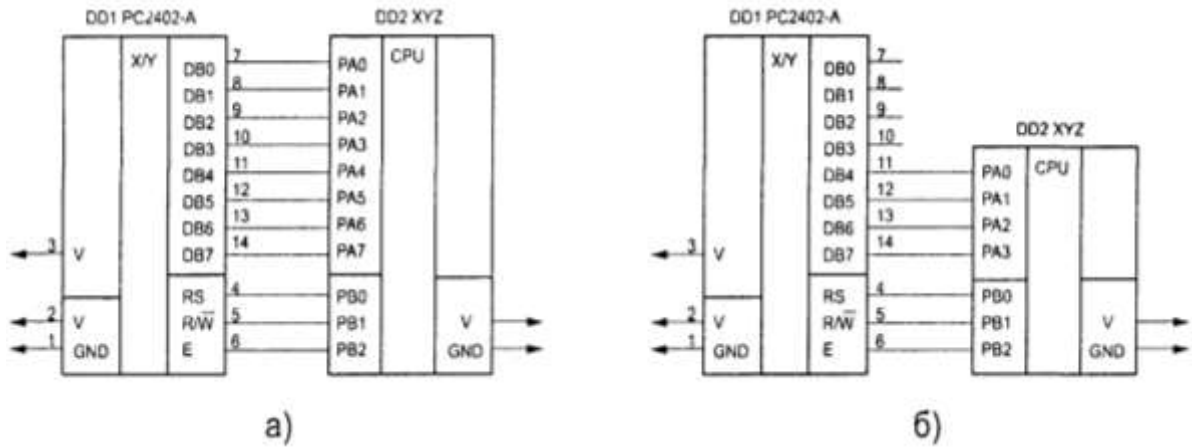 DD1 PC2402-A
DD2 XYZ
X/Y
CPU
DB0 7 PA0
DB1 8 PA1
DB2 9 PA2
DB3 10 PA3
DB4 11 PA4
DB5 12 PA5
DB6 13 PA6
DB7 14 PA7
3 V
RS 4 PB0
2 V
R/W̅ 5 PB1
V
1 GND
E 6 PB2
GND
а)
DD1 PC2402-A
X/Y
DB0 7
DB1 8
DB2 9
DB3 10
DD2 XYZ
CPU
DB4 11 PA0
DB5 12 PA1
DB6 13 PA2
DB7 14 PA3
3 V
RS 4 PB0
2 V
R/W̅ 5 PB1
V
1 GND
E 6 PB2
GND
б)